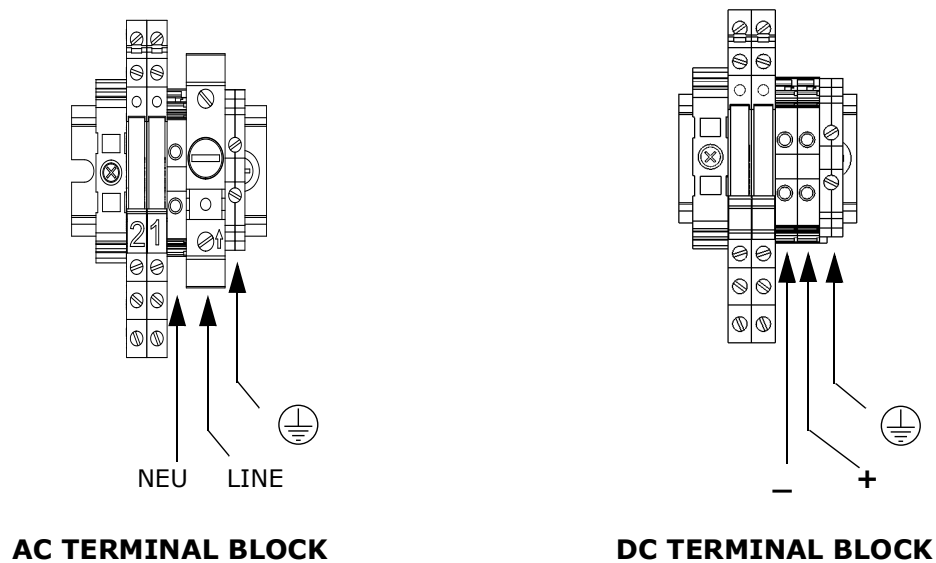 21
NEU LINE
– +
AC TERMINAL BLOCK
DC TERMINAL BLOCK